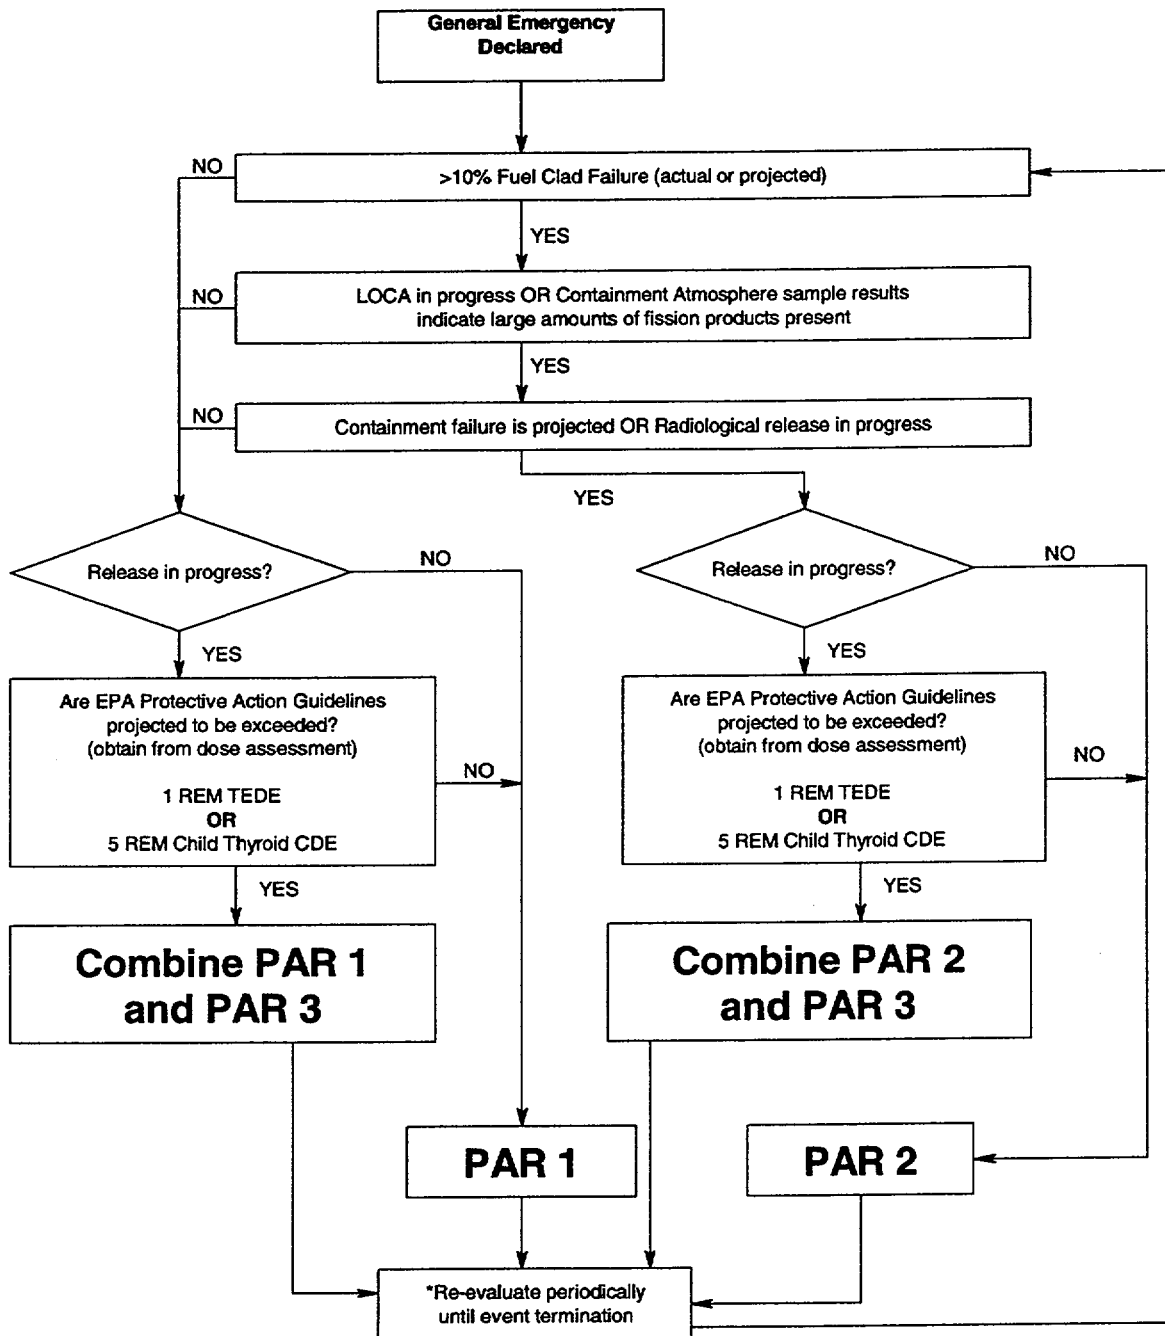 General Emergency
Declared
NO
>10% Fuel Clad Failure (actual or projected)
YES
NO
LOCA in progress OR Containment Atmosphere sample results
indicate large amounts of fission products present
YES
NO
Containment failure is projected OR Radiological release in progress
YES
Release in progress?
NO
Release in progress?
NO
YES
YES
Are EPA Protective Action Guidelines
projected to be exceeded?
(obtain from dose assessment)
1 REM TEDE
OR
5 REM Child Thyroid CDE
NO
Are EPA Protective Action Guidelines
projected to be exceeded?
(obtain from dose assessment)
1 REM TEDE
OR
5 REM Child Thyroid CDE
NO
YES
YES
Combine PAR 1
and PAR 3
Combine PAR 2
and PAR 3
PAR 1
PAR 2
*Re-evaluate periodically
until event termination